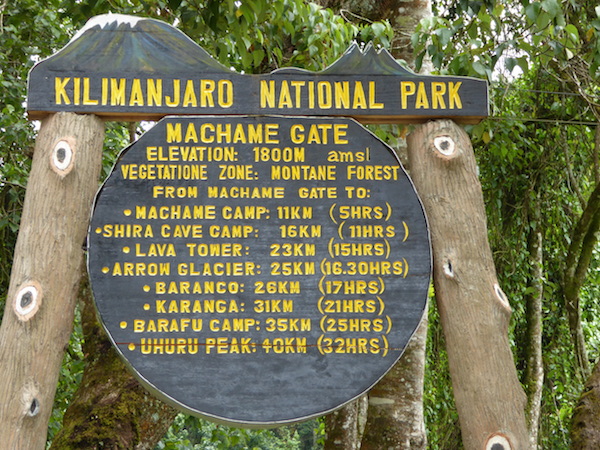 KILIMANJARO NATIONAL PARK
MACHAME GATE
ELEVATION: 1800M amsl
VEGETATIONE ZONE: MONTANE FOREST
FROM MACHAME GATE TO:
• MACHAME CAMP: 11KM (5HRS)
• SHIRA CAVE CAMP: 16KM (11HRS)
• LAVA TOWER: 23KM (15HRS)
• ARROW GLACIER: 25KM (16.30HRS)
• BARANCO: 26KM (17HRS)
• KARANGA: 31KM (21HRS)
• BARAFU CAMP: 35KM (25HRS)
• UHURU PEAK: 40KM (32HRS)